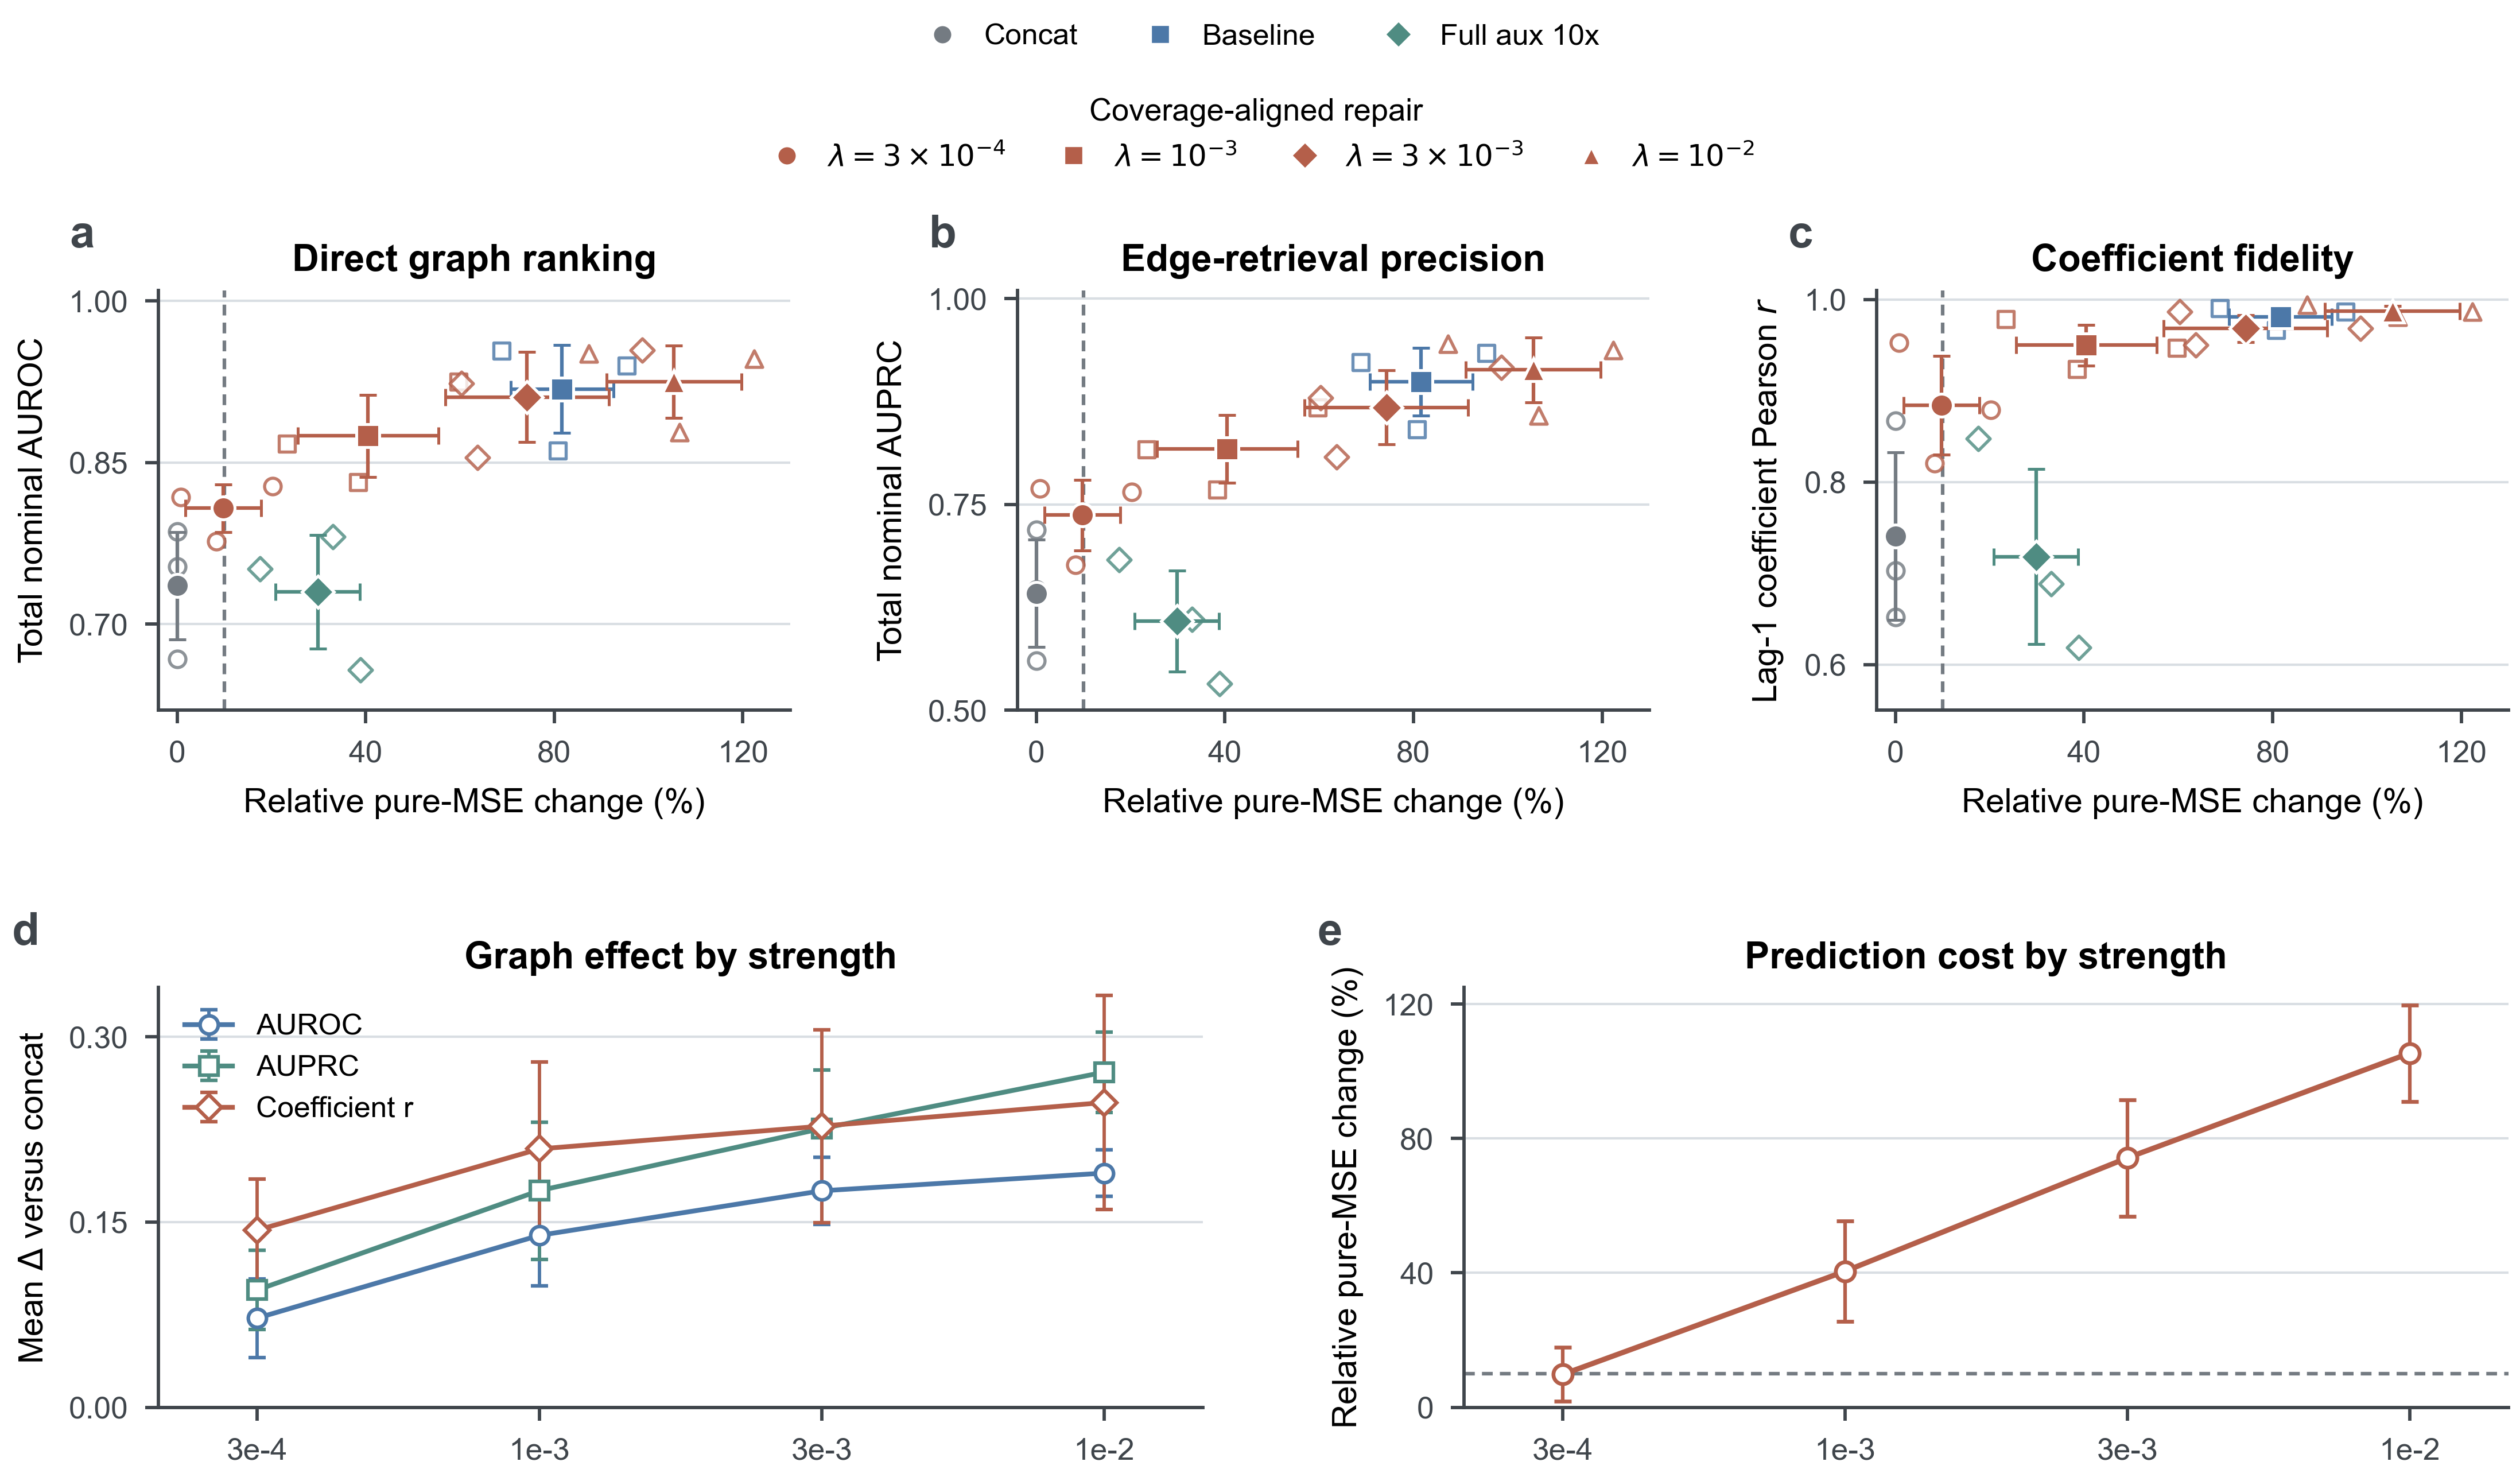 Concat
Baseline
Full aux 10x
Coverage-aligned repair
λ = 3 × 10⁻⁴
λ = 10⁻³
λ = 3 × 10⁻³
λ = 10⁻²
a
Direct graph ranking
Total nominal AUROC
1.00
0.85
0.70
0 40 80 120
Relative pure-MSE change (%)
b
Edge-retrieval precision
Total nominal AUPRC
1.00
0.75
0.50
0 40 80 120
Relative pure-MSE change (%)
c
Coefficient fidelity
Lag-1 coefficient Pearson r
1.0
0.8
0.6
0 40 80 120
Relative pure-MSE change (%)
d
Graph effect by strength
Mean Δ versus concat
AUROC
AUPRC
Coefficient r
0.30
0.15
0.00
3e-4 1e-3 3e-3 1e-2
e
Prediction cost by strength
Relative pure-MSE change (%)
120
80
40
0
3e-4 1e-3 3e-3 1e-2